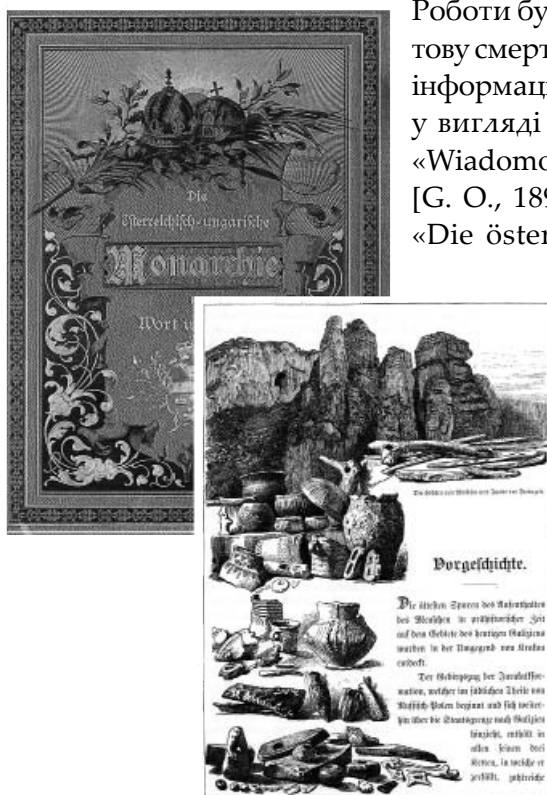 Роботи бу
тову смерт
інформаці
у вигляді
«Wiadomo
[G. O., 189
«Die öster
Die
österreichisch-ungarische
Monarchie
Wort
Vorgeschichte.
Die ältesten Spuren des Aufenthaltes
des Menschen in prähistorischer Zeit
auf dem Gebiete des heutigen Galiziens
wurden in der Umgegend von Krakau
entdeckt.
Der Gebirgszug der Jurakalkfor-
mation, welcher im südlichen Theile von
Russisch-Polen beginnt und sich weiter-
hin über die Staatsgrenze nach Galizien
hinzieht, enthält in
allen seinen drei
Ketten, in welche er
zerfällt, zahlreiche